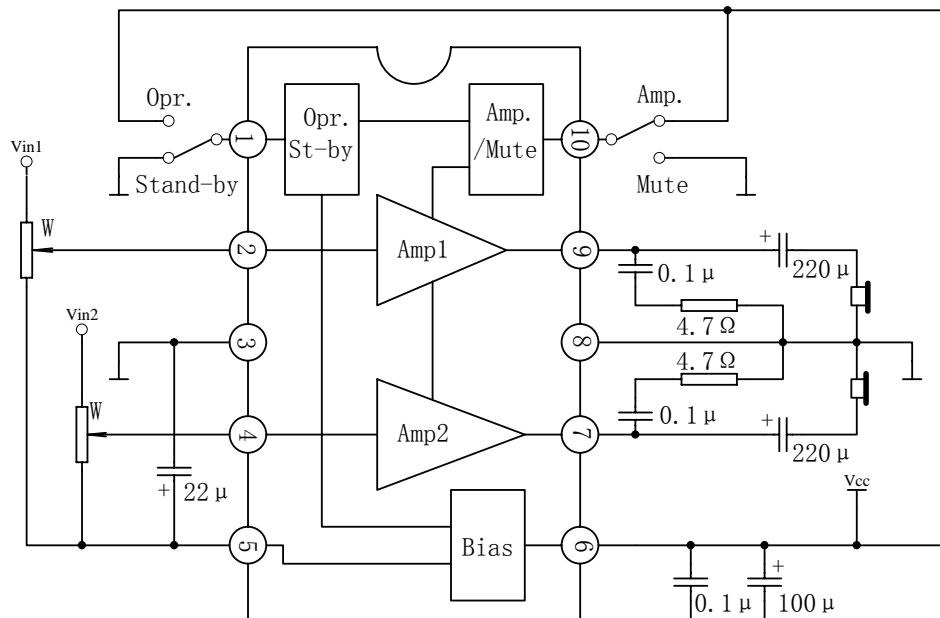 Opr.
Opr.
St-by
Amp.
/Mute
Amp.
1
10
Vin1
Stand-by
Mute
W
2
Amp1
9
+
0.1μ
220μ
Vin2
3
8
4.7Ω
4.7Ω
W
4
Amp2
7
0.1μ
+
220μ
+
22μ
Vcc
5
Bias
6
+
0.1μ
100μ